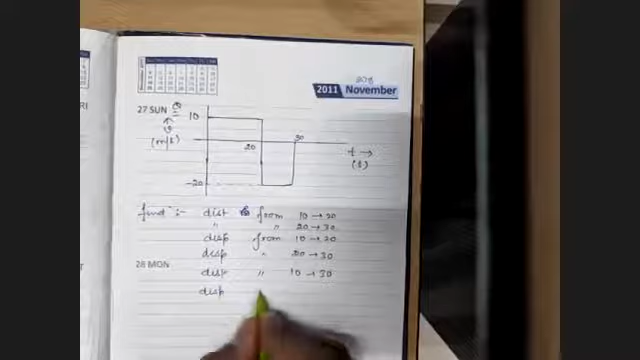 2011 November
27 SUN
10
v
(m/s)
20
30
t →
(s)
-20
find :- dist from 10 → 20
" " 20 → 30
disp from 10 → 20
disp " 20 → 30
28 MON
dist " 10 → 30
disp